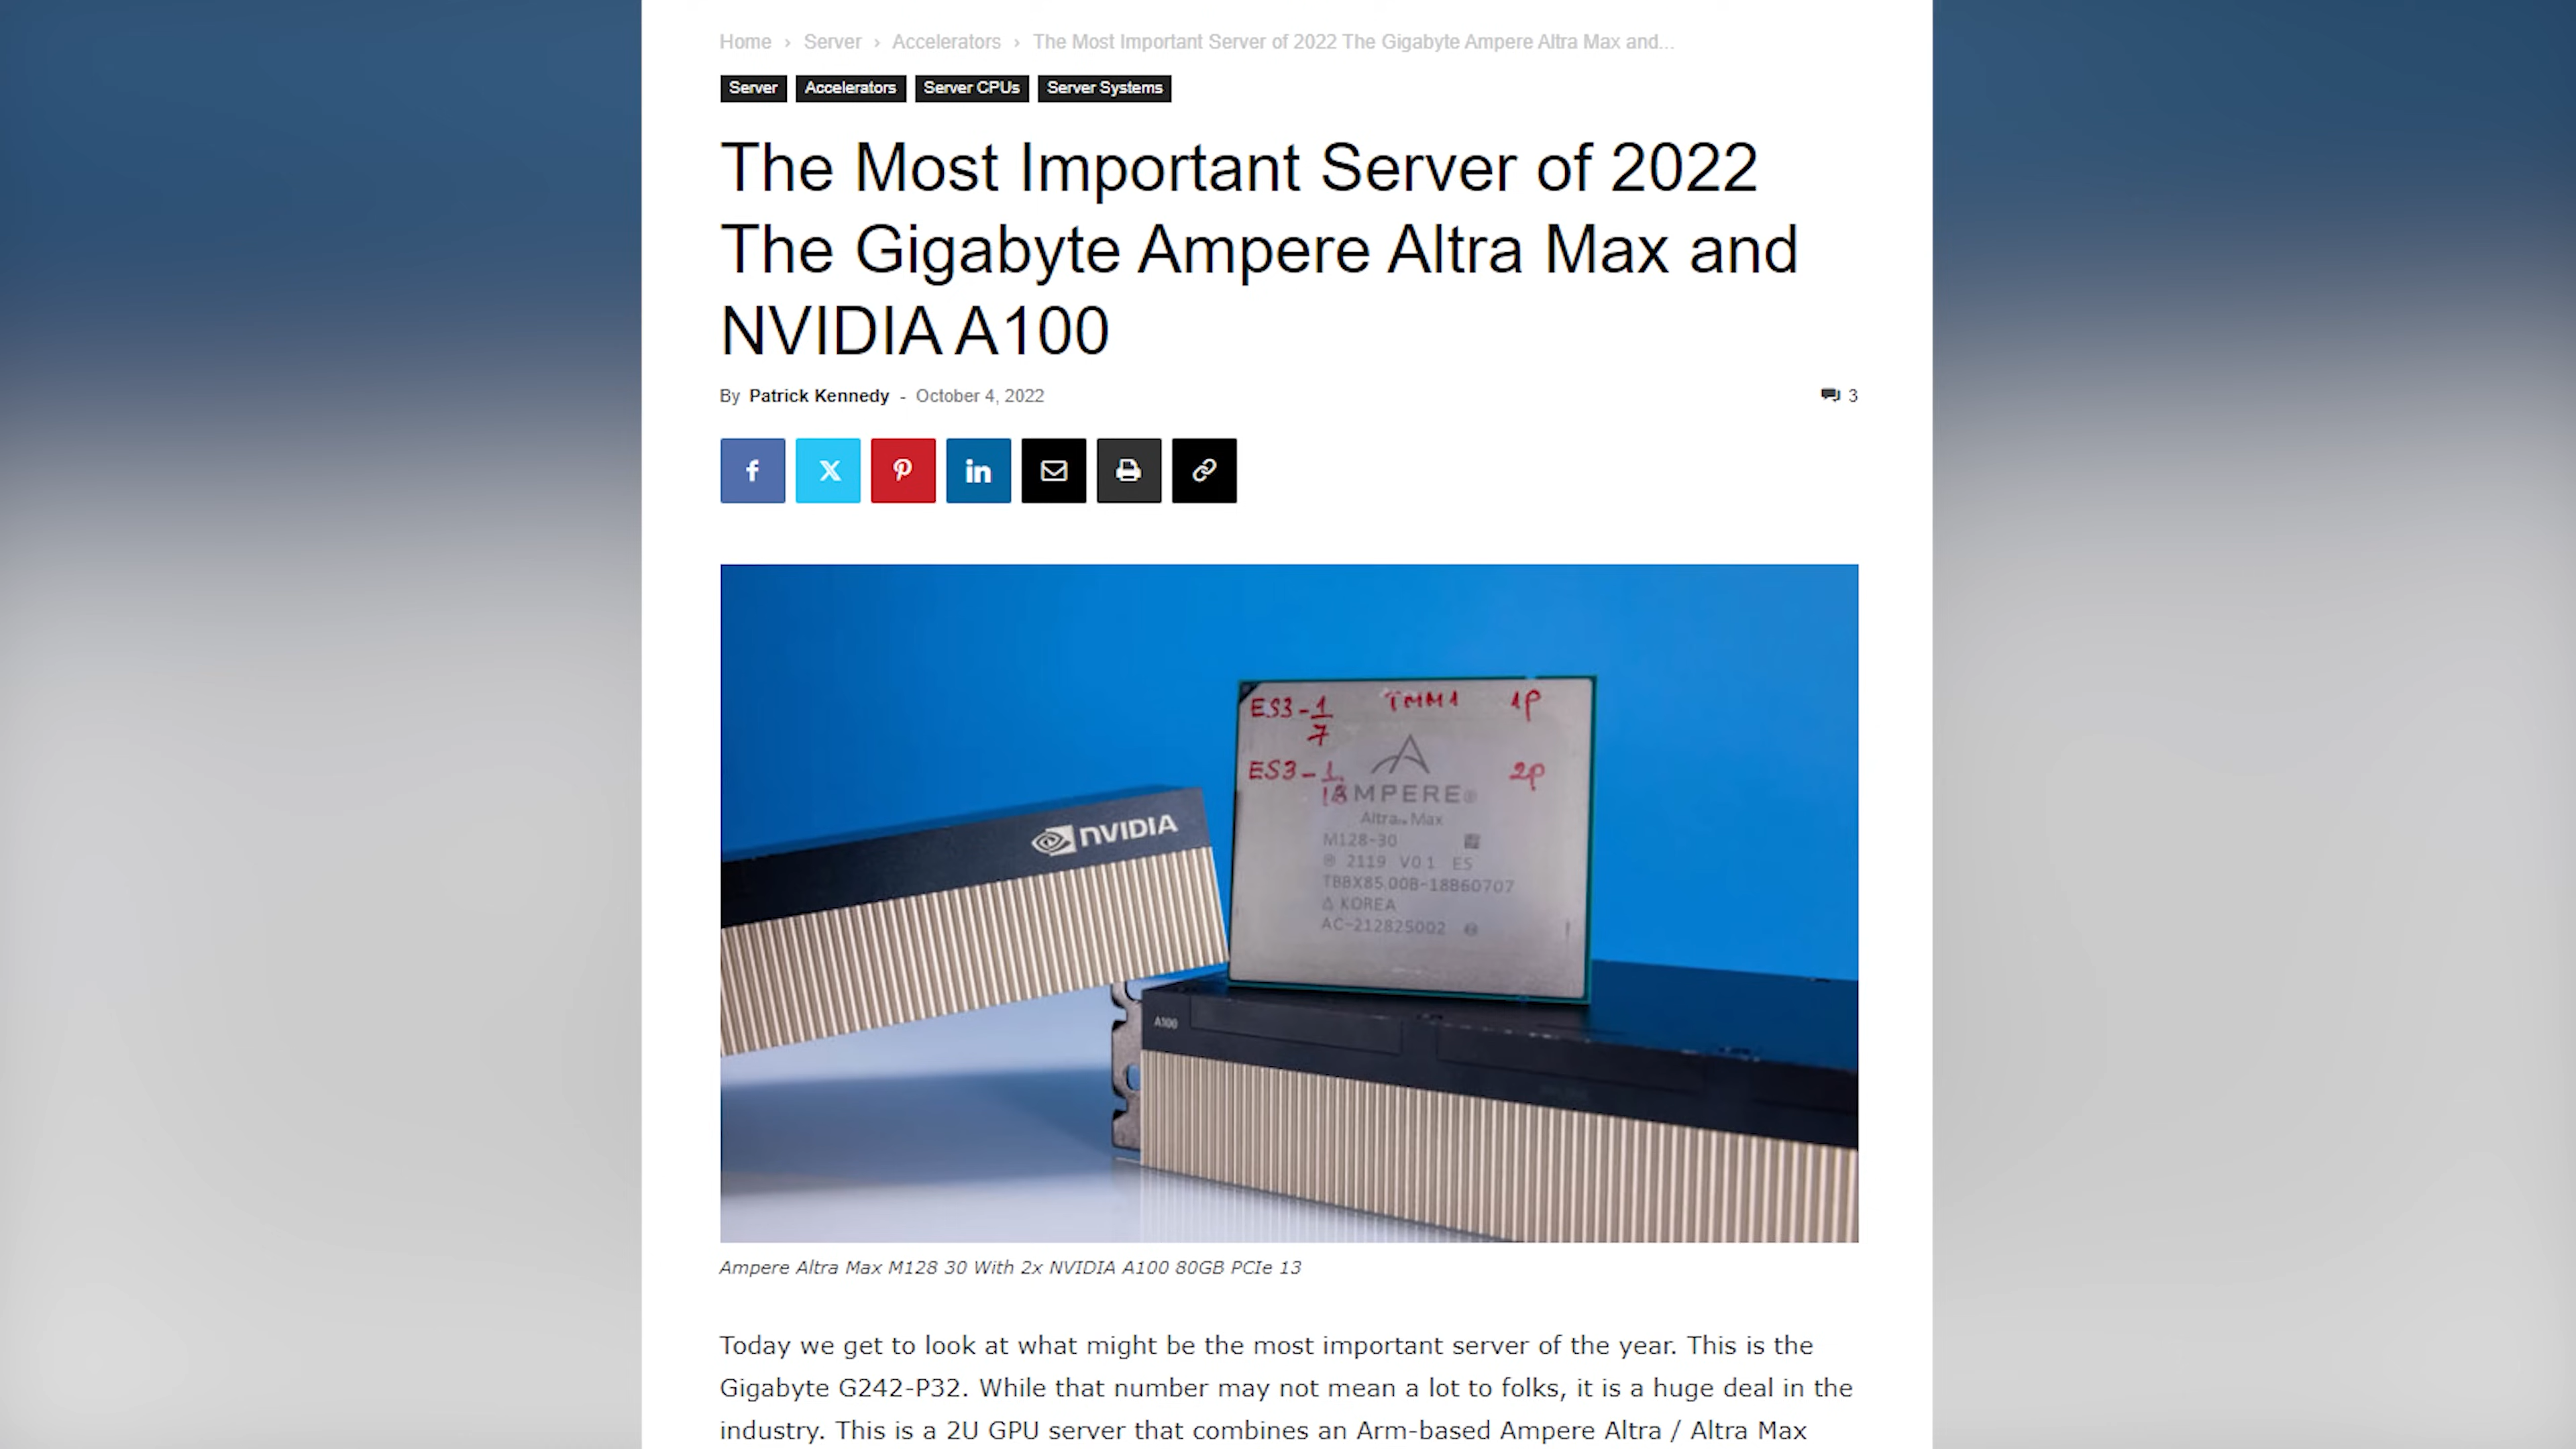 Home › Server › Accelerators › The Most Important Server of 2022 The Gigabyte Ampere Altra Max and...
Server Accelerators Server CPUs Server Systems
The Most Important Server of 2022
The Gigabyte Ampere Altra Max and
NVIDIA A100
By Patrick Kennedy - October 4, 2022
3
ES3-1/7 TMM1 1P
ES3-1/18 2P
AMPERE®
Altra™ Max
M128-30
2119 V0.1 ES
TBBX85.00B-18B60707
KOREA
AC-212825002
NVIDIA
A100
Ampere Altra Max M128 30 With 2x NVIDIA A100 80GB PCIe 13
Today we get to look at what might be the most important server of the year. This is the
Gigabyte G242-P32. While that number may not mean a lot to folks, it is a huge deal in the
industry. This is a 2U GPU server that combines an Arm-based Ampere Altra / Altra Max